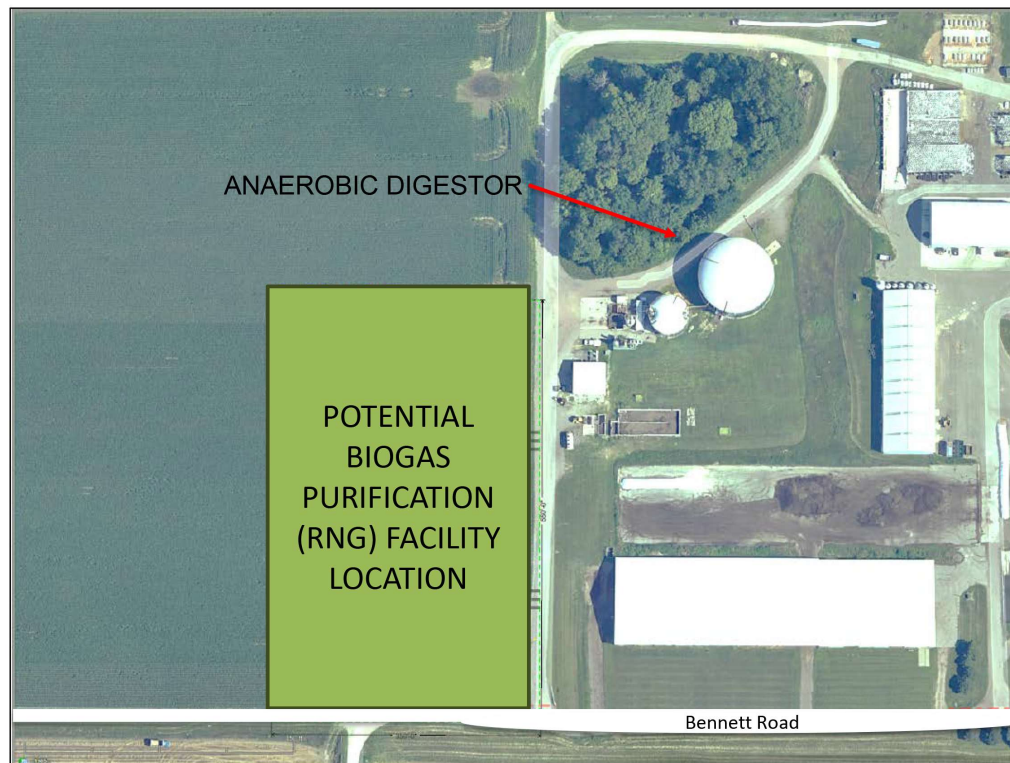 ANAEROBIC DIGESTOR
POTENTIAL
BIOGAS
PURIFICATION
(RNG) FACILITY
LOCATION
Bennett Road